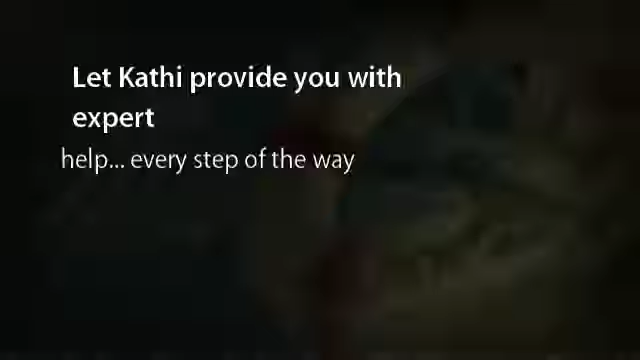 Let Kathi provide you with
expert
help... every step of the way